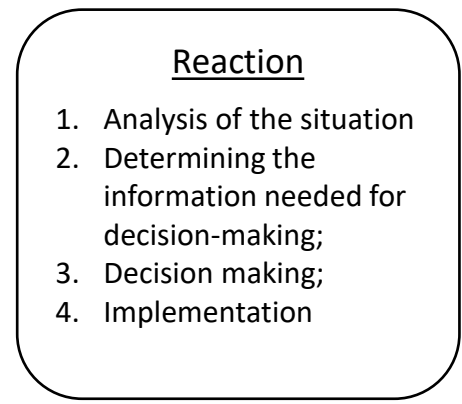 Reaction
1. Analysis of the situation
2. Determining the
information needed for
decision-making;
3. Decision making;
4. Implementation